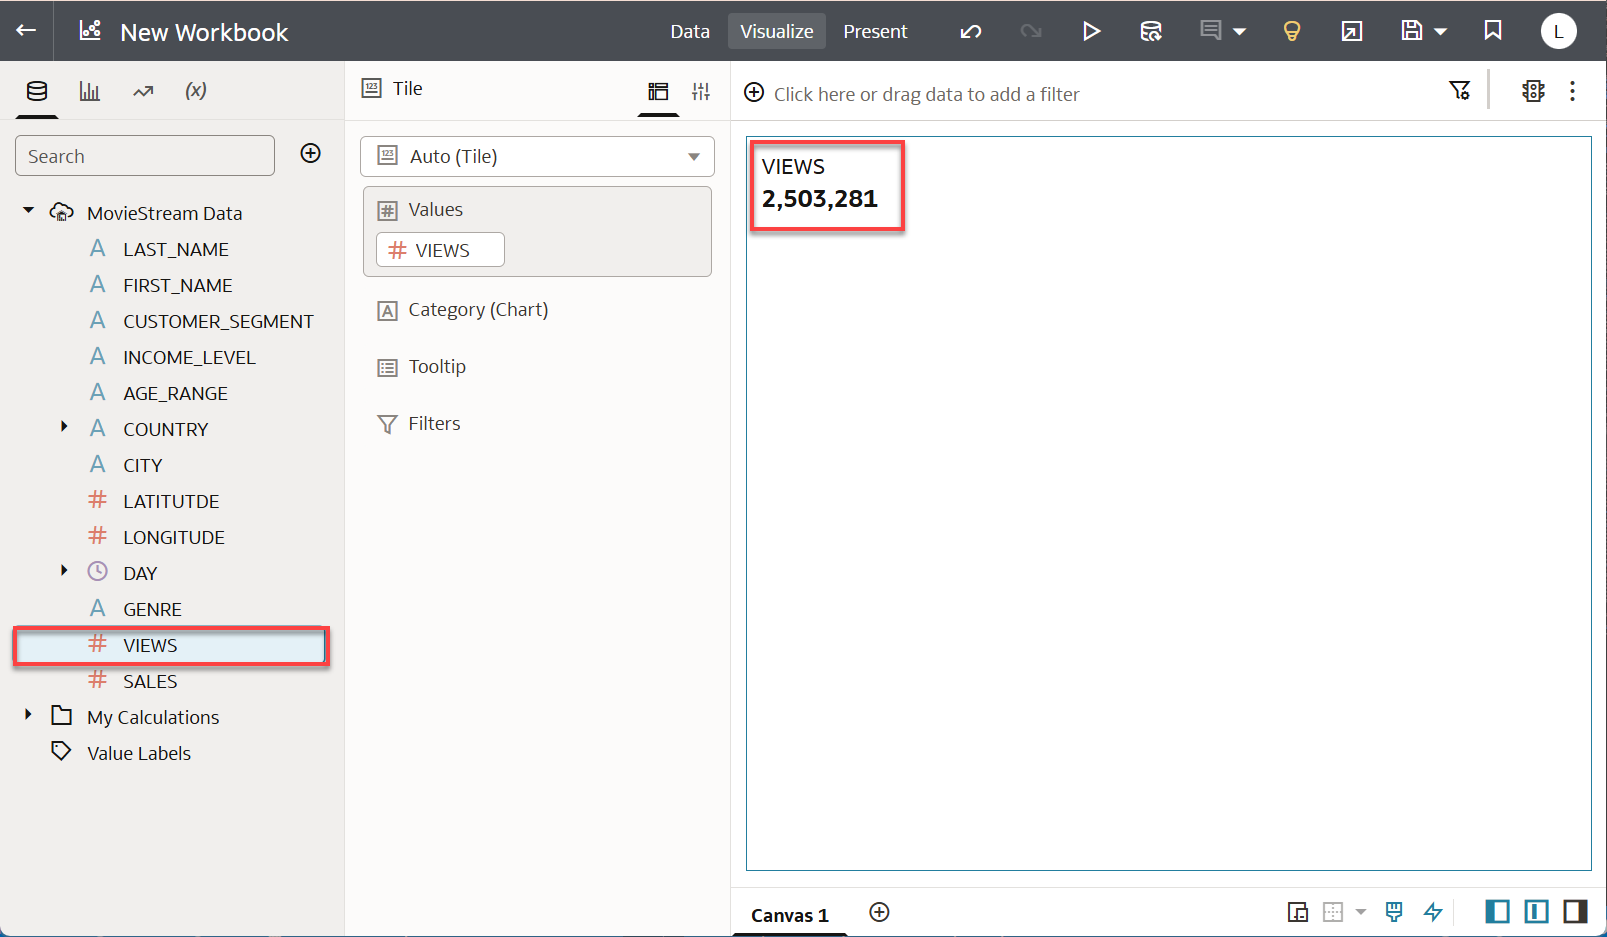 New Workbook
Data
Visualize
Present
L
Search
MovieStream Data
A LAST_NAME
A FIRST_NAME
A CUSTOMER_SEGMENT
A INCOME_LEVEL
A AGE_RANGE
A COUNTRY
A CITY
# LATITUTDE
# LONGITUDE
DAY
A GENRE
# VIEWS
# SALES
My Calculations
Value Labels
(x)
123 Tile
123 Auto (Tile)
# Values
# VIEWS
A Category (Chart)
Tooltip
Filters
Click here or drag data to add a filter
VIEWS
2,503,281
Canvas 1